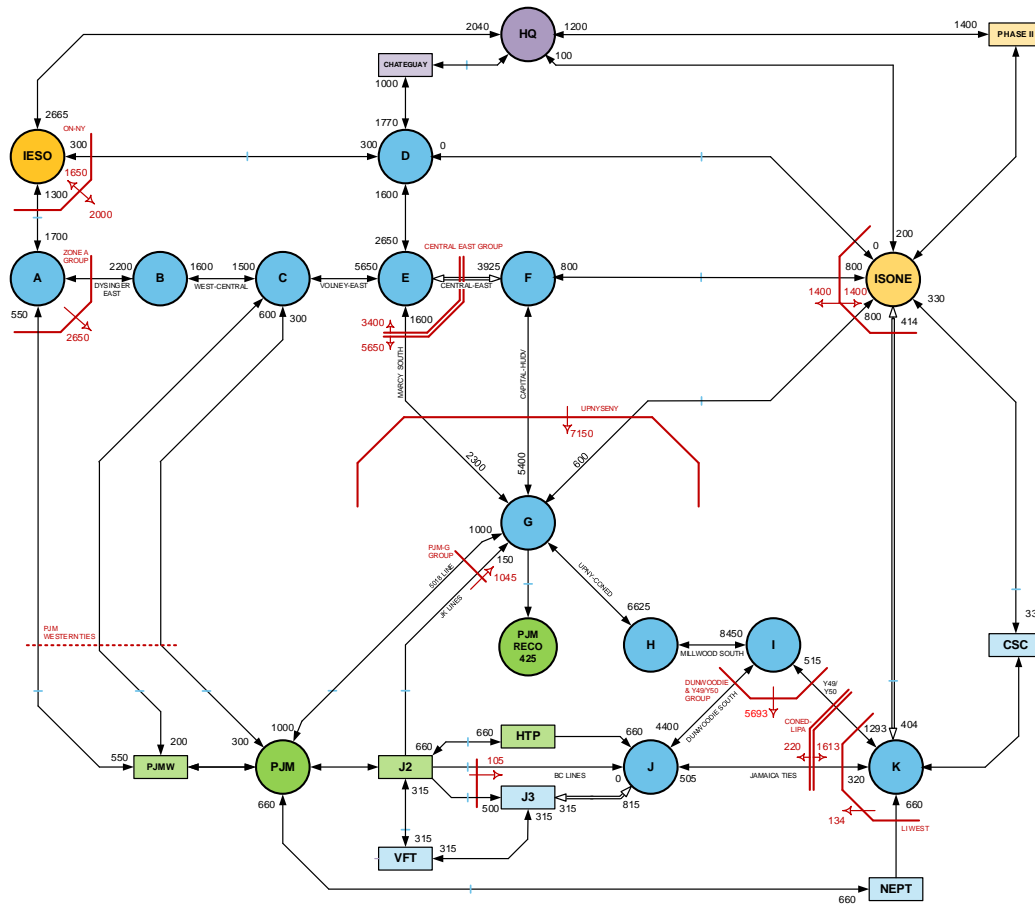 2040
HQ
1200
1400
PHASE II
100
CHATEGUAY
1000
2665
ON-NY
1770
IESO
300
300
D
0
1650
1300
2000
1600
1700
ZONE A
GROUP
2650
CENTRAL EAST GROUP
0
200
A
2200
B
1600
1500
C
5650
E
3925
F
800
800
ISONE
DYSINGER
EAST
WEST-CENTRAL
VOLNEY-EAST
CENTRAL-EAST
550
600
300
1400
1400
330
2650
3400
1600
800
414
5650
MARCY SOUTH
CAPITAL-HUDV
UPNYSENY
7150
2300
5400
600
1000
G
PJM-G
GROUP
150
5018 LINE
1045
JK LINES
UPNY-CONED
6625
PJM
WESTERN TIES
PJM
RECO
425
H
8450
I
MILLWOOD SOUTH
33
CSC
515
DUNWOODIE
& Y49/Y50
GROUP
Y49/
Y50
5693
DUNWOODIE SOUTH
CONED-
LIPA
1000
4400
1293
404
200
300
660
660
HTP
660
220
1613
550
PJMW
PJM
J2
105
BC LINES
J
JAMAICA TIES
K
0
505
320
660
315
500
J3
315
815
660
315
134
LI WEST
VFT
315
660
NEPT